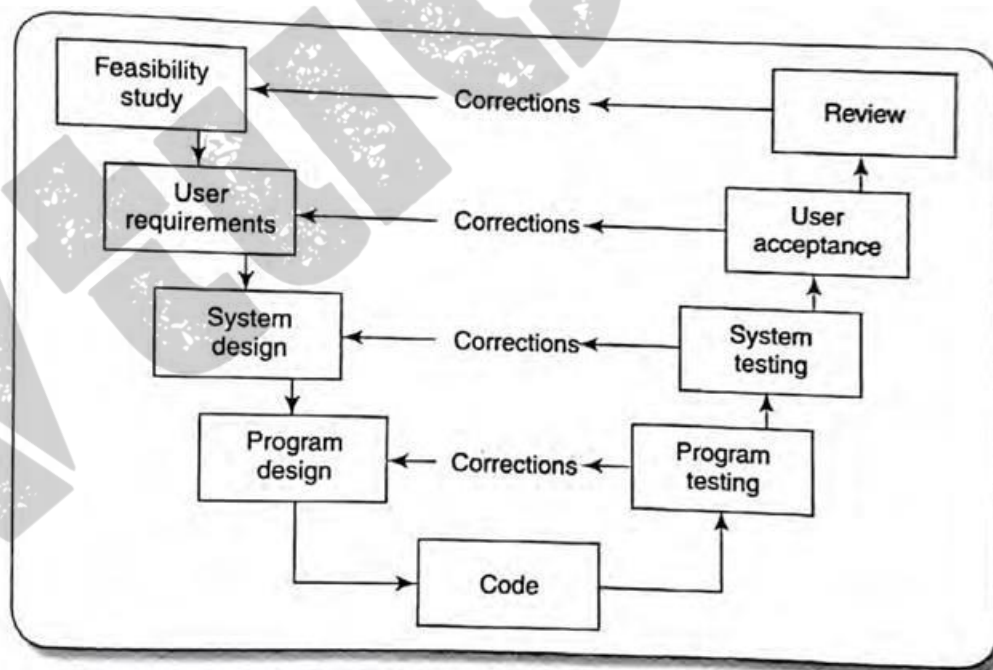 Feasibility
study
Corrections
Review
User
requirements
Corrections
User
acceptance
System
design
Corrections
System
testing
Program
design
Corrections
Program
testing
Code